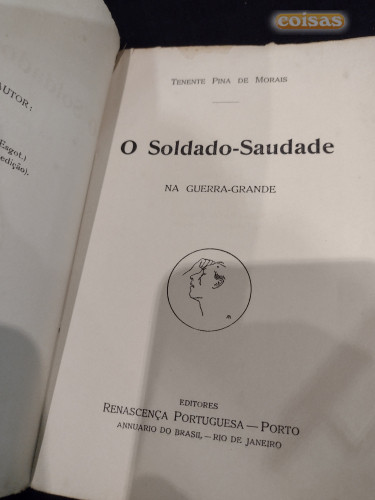 coisas
AUTOR:
Esgot.)
edição).
TENENTE PINA DE MORAIS
O Soldado-Saudade
NA GUERRA-GRANDE
EDITORES
RENASCENÇA PORTUGUESA — PORTO
ANNUARIO DO BRASIL — RIO DE JANEIRO